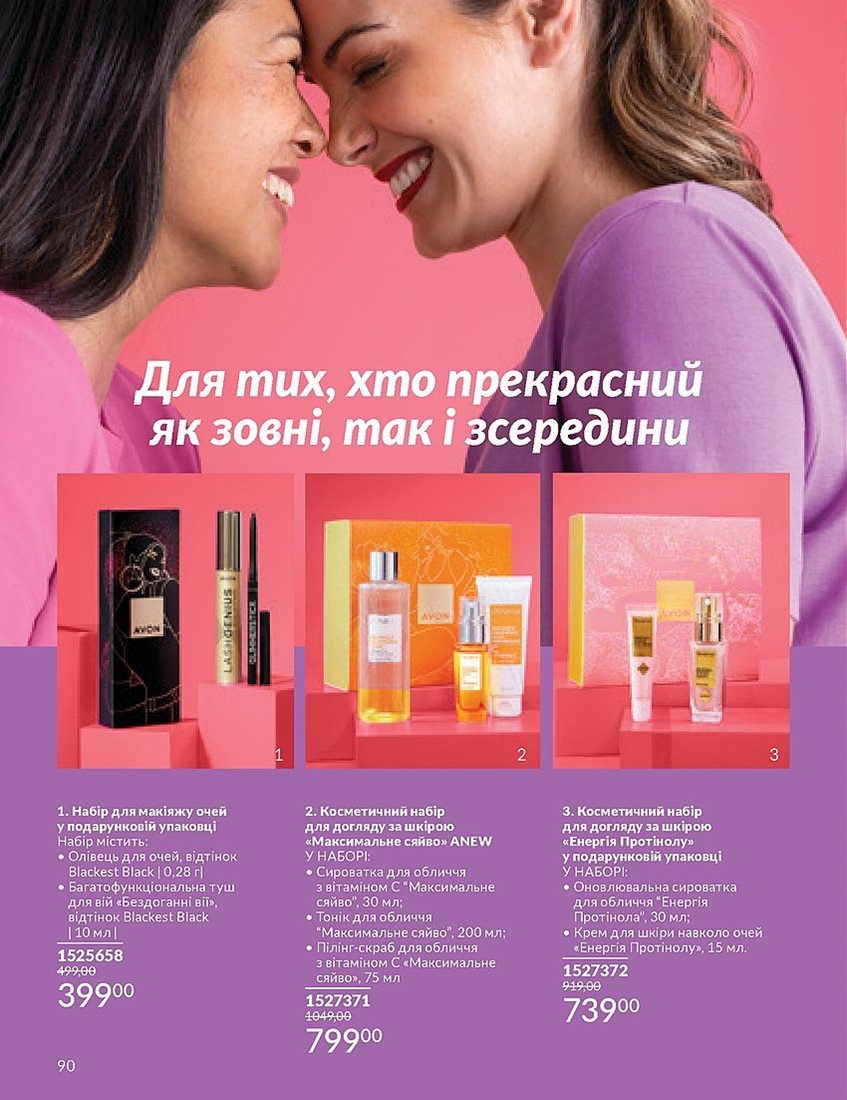 Для тих, хто прекрасний
як зовні, так і зсередини
AVON
LASH GENIUS
GLIMMERSTICK
1
AVON
2
AVON
3
1. Набір для макіяжу очей
у подарунковій упаковці
Набір містить:
• Олівець для очей, відтінок
Blackest Black | 0,28 г|
• Багатофункціональна туш
для вій «Бездоганні вії»,
відтінок Blackest Black
| 10 мл |
1525658
499,00
39900
2. Косметичний набір
для догляду за шкірою
«Максимальне сяйво» ANEW
У НАБОРІ:
• Сироватка для обличчя
з вітаміном С “Максимальне
сяйво”, 30 мл;
• Тонік для обличчя
“Максимальне сяйво”, 200 мл;
• Пілінг-скраб для обличчя
з вітаміном С «Максимальне
сяйво», 75 мл
1527371
1049,00
79900
3. Косметичний набір
для догляду за шкірою
«Енергія Протінолу»
у подарунковій упаковці
У НАБОРІ:
• Оновлювальна сироватка
для обличчя “Енергія
Протінола”, 30 мл;
• Крем для шкіри навколо очей
«Енергія Протінолу», 15 мл.
1527372
919,00
73900
90